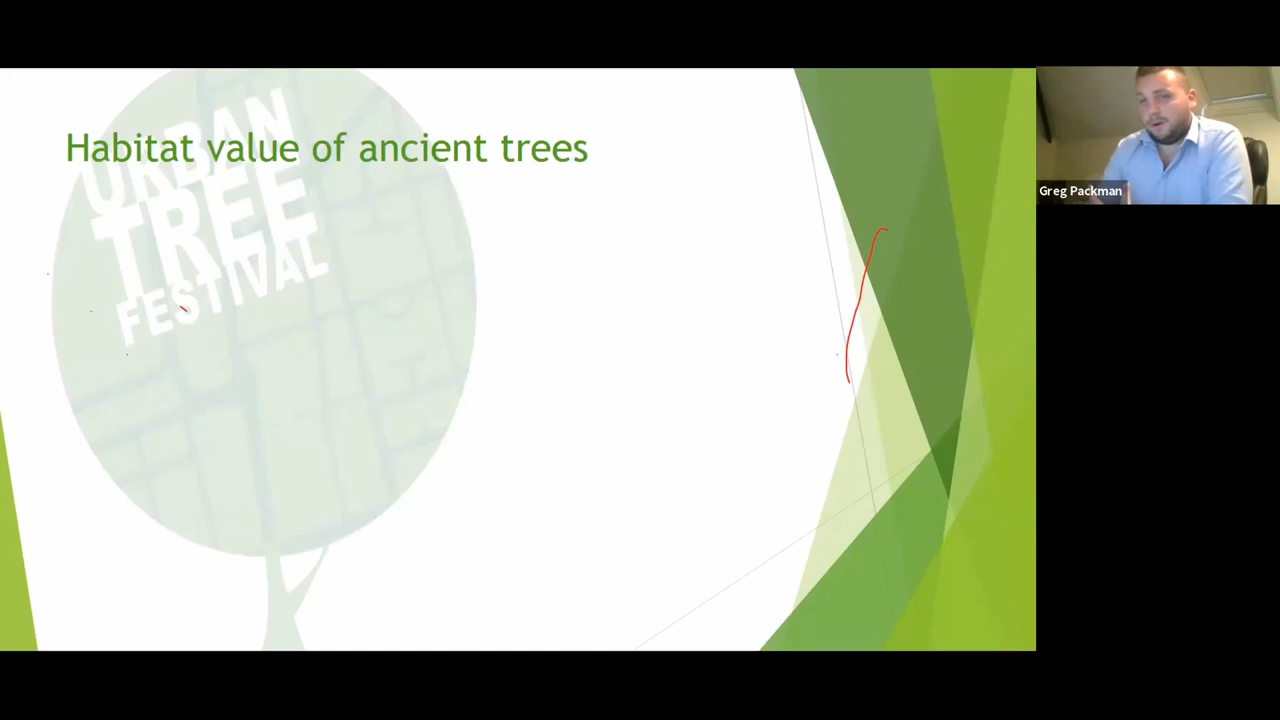 Habitat value of ancient trees
URBAN
TREE
FESTIVAL
Greg Packman